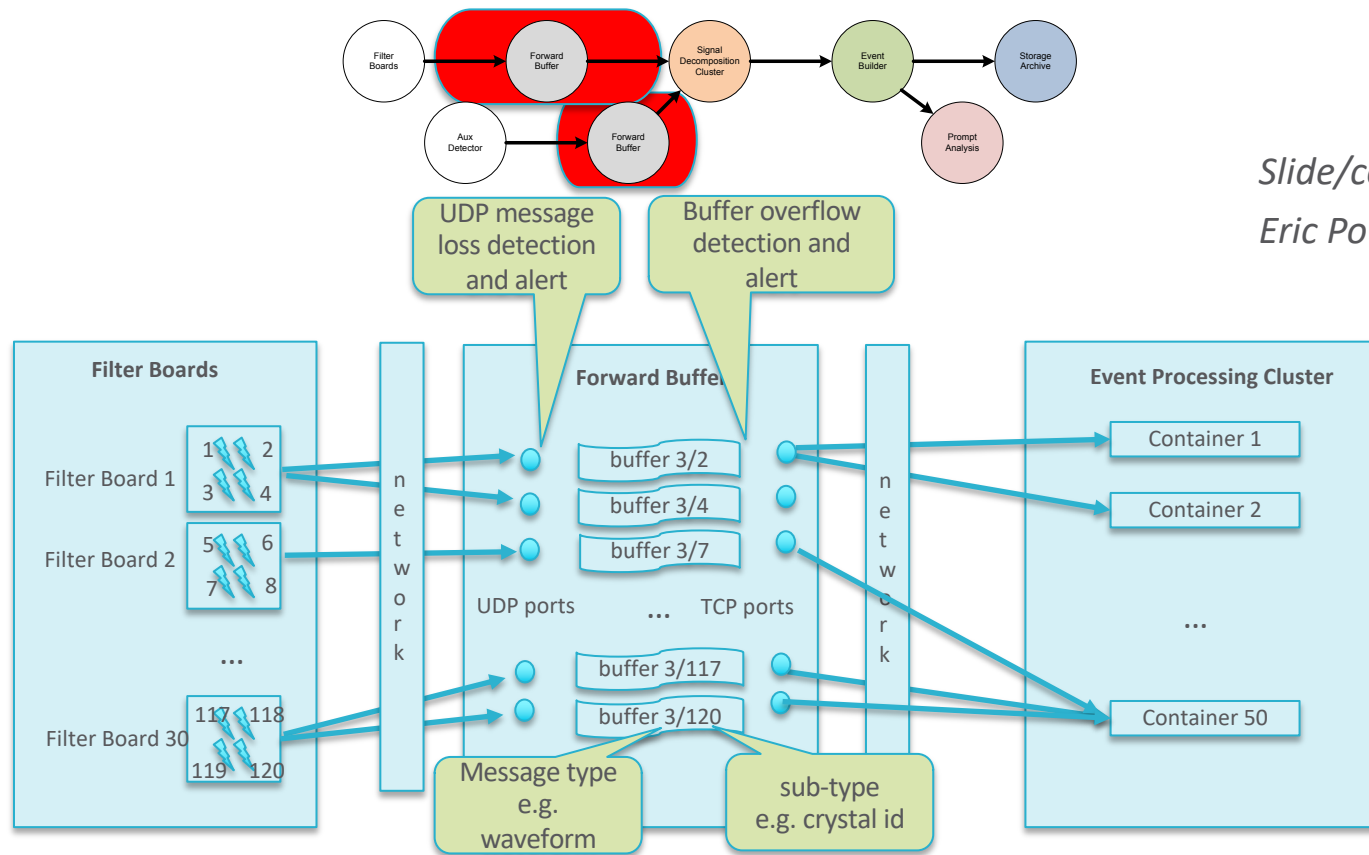 Filter
Boards
Forward
Buffer
Signal
Decomposition
Cluster
Event
Builder
Storage
Archive
Aux
Detector
Forward
Buffer
Prompt
Analysis
Eric
UDP message
loss detection
and alert
Buffer overflow
detection and
alert
Filter Boards
Forward Buffer
Event Processing Cluster
network
network
Filter Board 1
1 2
3 4
Filter Board 2
5 6
7 8
...
Filter Board 30
117 118
119 120
buffer 3/2
buffer 3/4
buffer 3/7
UDP ports ... TCP ports
buffer 3/117
buffer 3/120
Container 1
Container 2
...
Container 50
Message type
e.g.
waveform
sub-type
e.g. crystal id